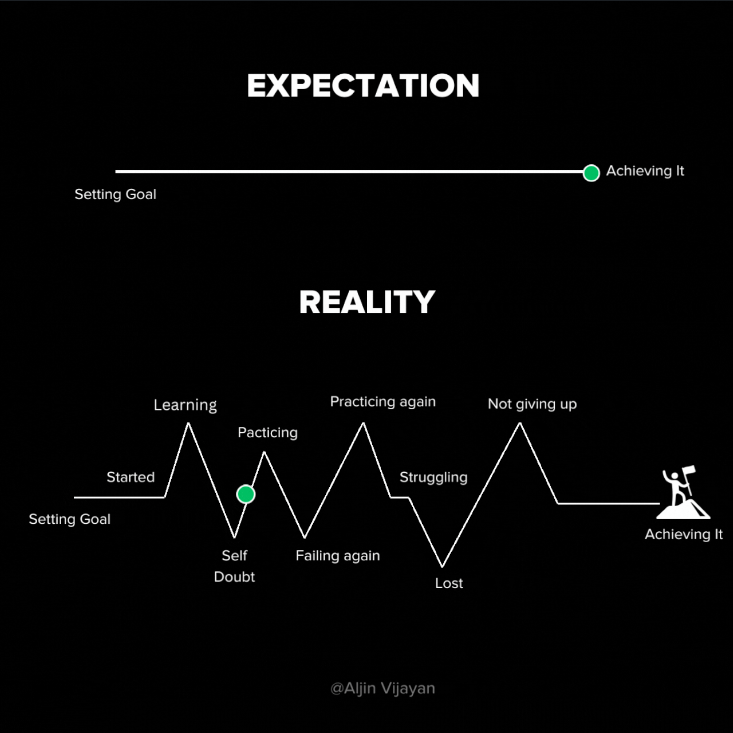 EXPECTATION
Achieving It
Setting Goal
REALITY
Learning
Practicing again
Not giving up
Pacticing
Started
Struggling
Setting Goal
Achieving It
Self
Doubt
Failing again
Lost
@Aljin Vijayan